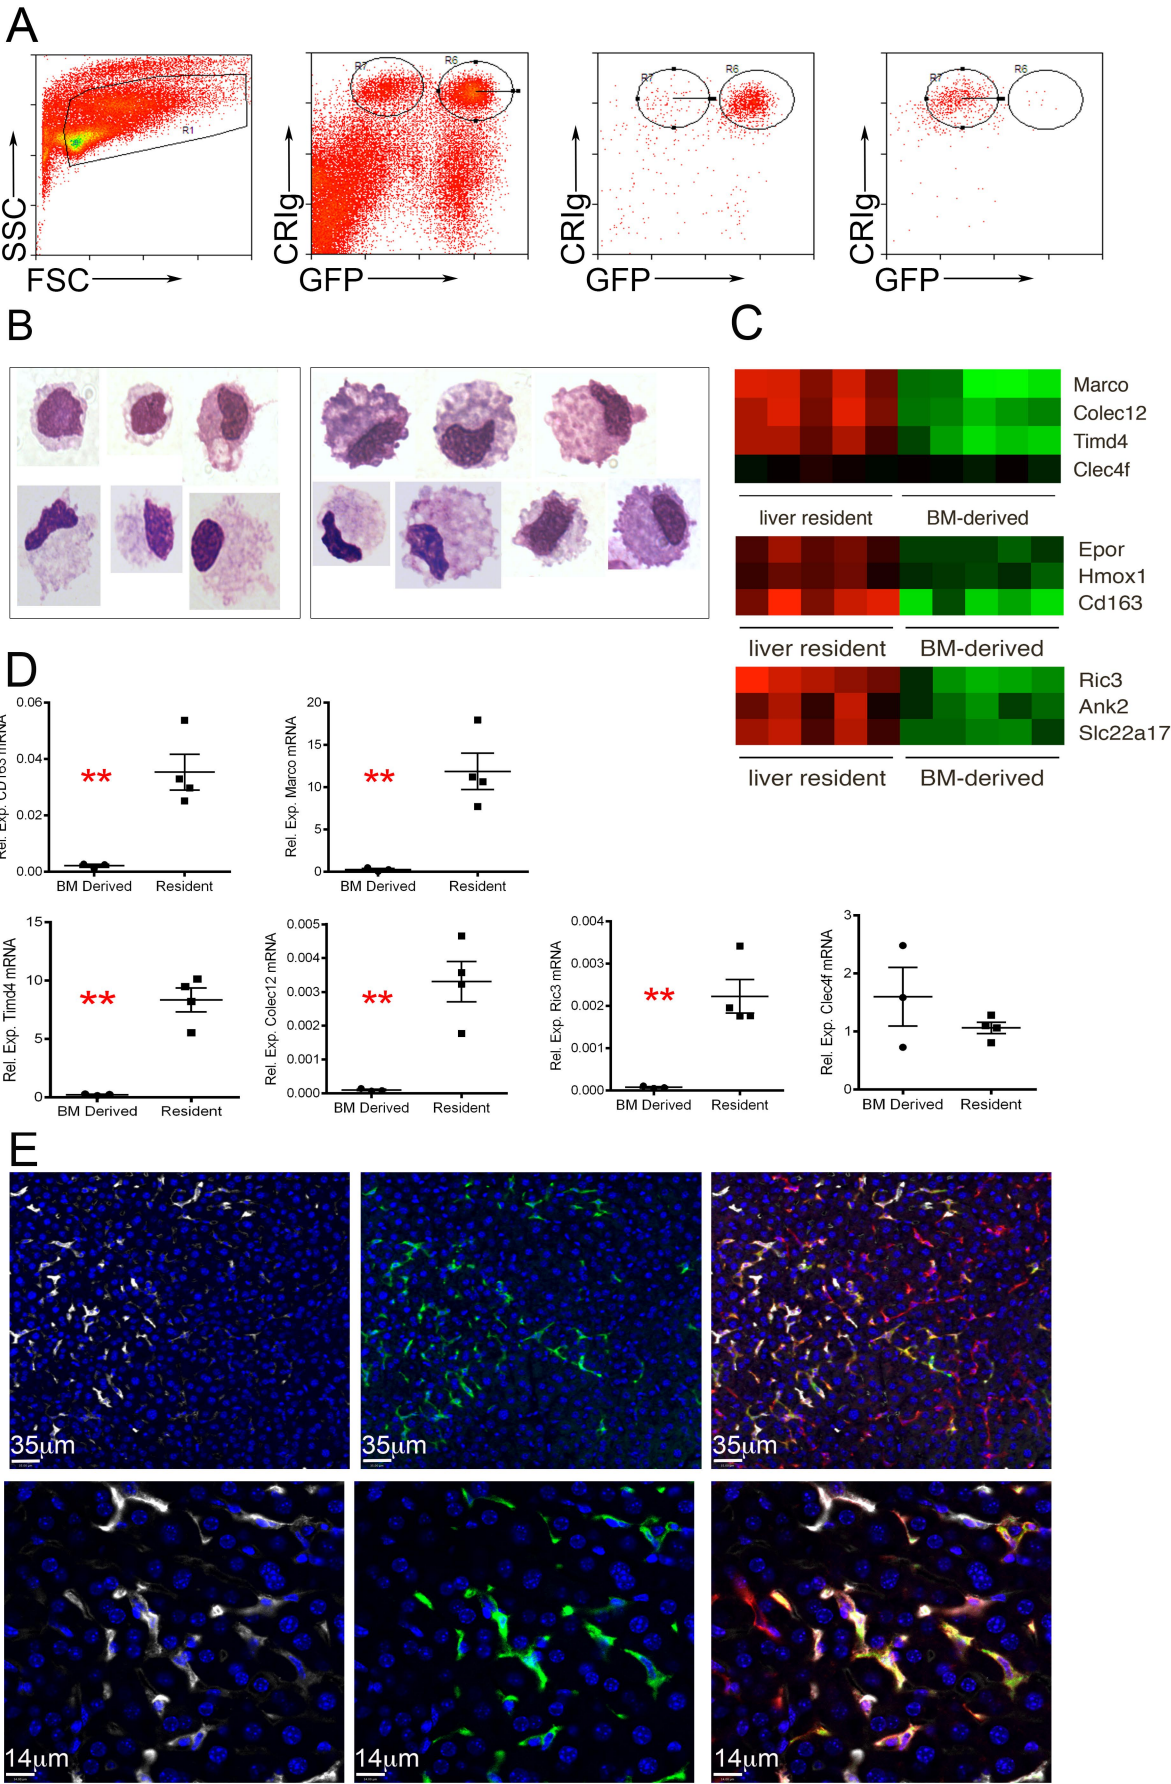 A
SSC
FSC
R1
CRIg
GFP
R7
R6
CRIg
GFP
R7
R6
CRIg
GFP
R7
R6
B
C
Marco
Colec12
Timd4
Clec4f
liver resident
BM-derived
Epor
Hmox1
Cd163
liver resident
BM-derived
Ric3
Ank2
Slc22a17
liver resident
BM-derived
D
Rel. Exp. CD163 mRNA
0.06
0.04
0.02
0.00
**
BM Derived
Resident
Rel. Exp. Marco mRNA
20
15
10
5
0
**
BM Derived
Resident
Rel. Exp. Timd4 mRNA
15
10
5
0
**
BM Derived
Resident
Rel. Exp. Colec12 mRNA
0.005
0.004
0.003
0.002
0.001
0.000
**
BM Derived
Resident
Rel. Exp. Ric3 mRNA
0.004
0.003
0.002
0.001
0.000
**
BM Derived
Resident
Rel. Exp. Clec4f mRNA
3
2
1
0
BM Derived
Resident
E
35µm
35µm
35µm
14µm
14µm
14µm